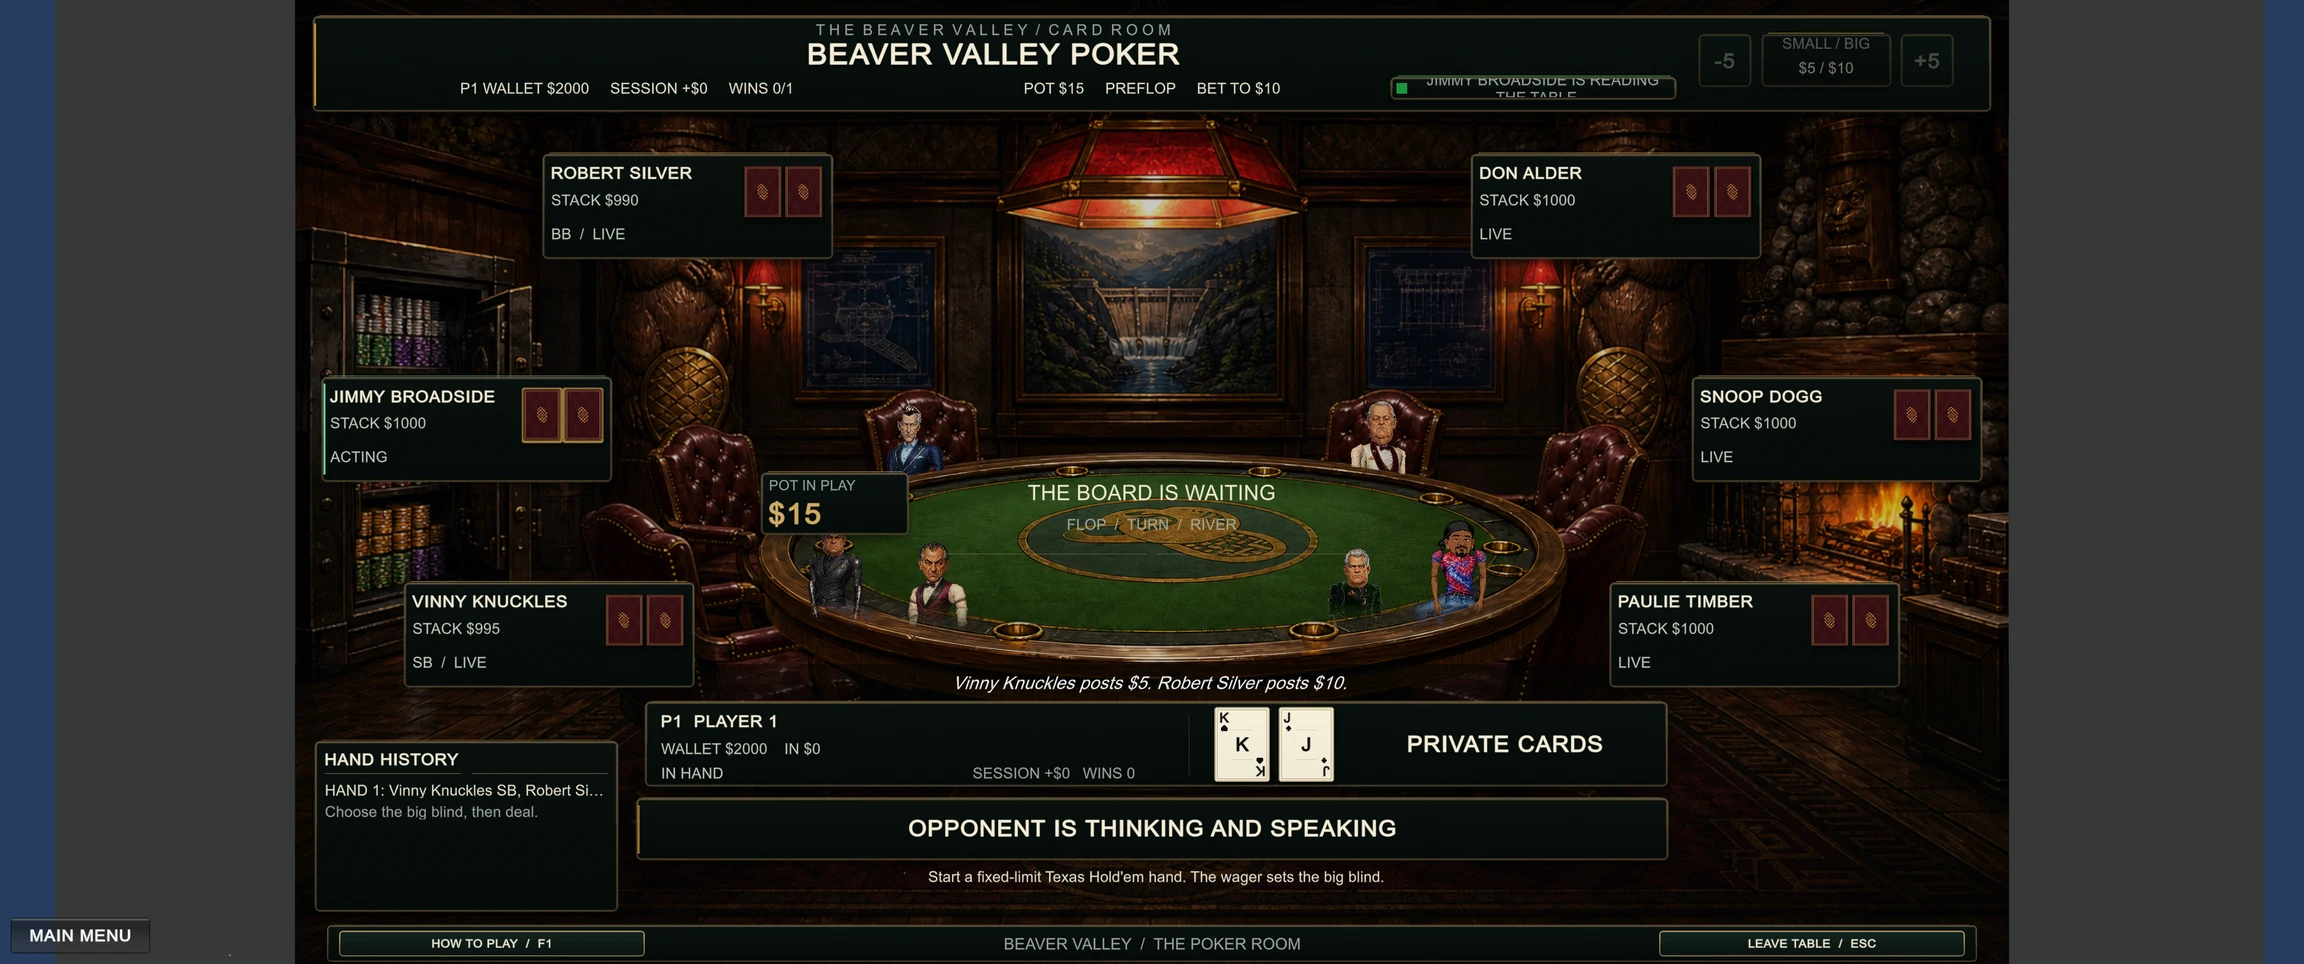 THE BEAVER VALLEY / CARD ROOM
BEAVER VALLEY POKER
P1 WALLET $2000 SESSION +$0 WINS 0/1
POT $15 PREFLOP BET TO $10
JIMMY BROADSIDE IS READING
THE TABLE
-5
SMALL / BIG
$5 / $10
+5
ROBERT SILVER
STACK $990
BB / LIVE
DON ALDER
STACK $1000
LIVE
JIMMY BROADSIDE
STACK $1000
ACTING
SNOOP DOGG
STACK $1000
LIVE
POT IN PLAY
$15
THE BOARD IS WAITING
FLOP / TURN / RIVER
VINNY KNUCKLES
STACK $995
SB / LIVE
PAULIE TIMBER
STACK $1000
LIVE
Vinny Knuckles posts $5. Robert Silver posts $10.
P1 PLAYER 1
WALLET $2000 IN $0
IN HAND
SESSION +$0 WINS 0
K
K
K
J
J
J
PRIVATE CARDS
HAND HISTORY
HAND 1: Vinny Knuckles SB, Robert Si...
Choose the big blind, then deal.
OPPONENT IS THINKING AND SPEAKING
Start a fixed-limit Texas Hold'em hand. The wager sets the big blind.
MAIN MENU
HOW TO PLAY / F1
BEAVER VALLEY / THE POKER ROOM
LEAVE TABLE / ESC